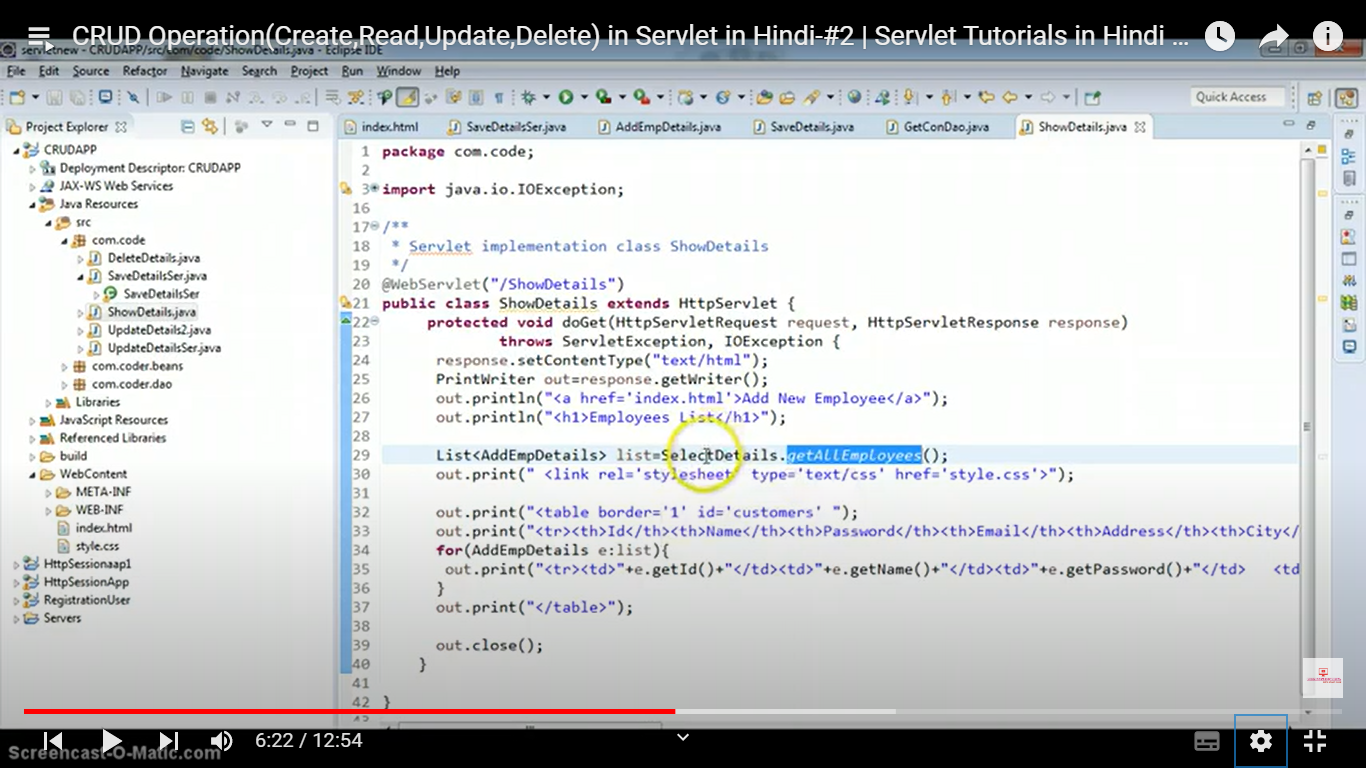 CRUD Operation(Create,Read,Update,Delete) in Servlet in Hindi-#2 | Servlet Tutorials in Hindi ...
servletnew - CRUDAPP/src/com/code/ShowDetails.java - Eclipse IDE
File Edit Source Refactor Navigate Search Project Run Window Help
Quick Access
Project Explorer
index.html SaveDetailsSer.java AddEmpDetails.java SaveDetails.java GetConDao.java ShowDetails.java
CRUDAPP
Deployment Descriptor: CRUDAPP
JAX-WS Web Services
Java Resources
src
com.code
DeleteDetails.java
SaveDetailsSer.java
SaveDetailsSer
ShowDetails.java
UpdateDetails2.java
UpdateDetailsSer.java
com.coder.beans
com.coder.dao
Libraries
JavaScript Resources
Referenced Libraries
build
WebContent
META-INF
WEB-INF
index.html
style.css
HttpSessionaap1
HttpSessionApp
RegistrationUser
Servers
1 package com.code;
2
3 import java.io.IOException;
16
17 /**
18 * Servlet implementation class ShowDetails
19 */
20 @WebServlet("/ShowDetails")
21 public class ShowDetails extends HttpServlet {
22 protected void doGet(HttpServletRequest request, HttpServletResponse response)
23 throws ServletException, IOException {
24 response.setContentType("text/html");
25 PrintWriter out=response.getWriter();
26 out.println("<a href='index.html'>Add New Employee</a>");
27 out.println("<h1>Employees List</h1>");
28
29 List<AddEmpDetails> list=SelectDetails.getAllEmployees();
30 out.print(" <link rel='stylesheet' type='text/css' href='style.css'>");
31
32 out.print("<table border='1' id='customers' ");
33 out.print("<tr><th>Id</th><th>Name</th><th>Password</th><th>Email</th><th>Address</th><th>City</
34 for(AddEmpDetails e:list){
35 out.print("<tr><td>"+e.getId()+"</td><td>"+e.getName()+"</td><td>"+e.getPassword()+"</td> <td
36 }
37 out.print("</table>");
38
39 out.close();
40 }
41
42 }
43
6:22 / 12:54
Screencast-O-Matic.com